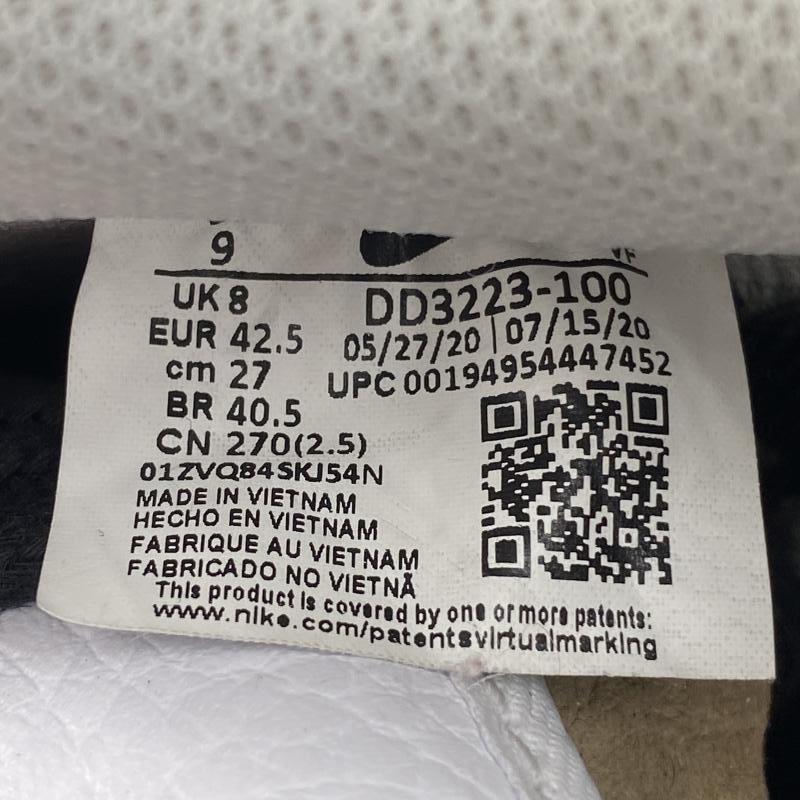 9
VF
UK 8
EUR 42.5
cm 27
BR 40.5
CN 270(2.5)
DD3223-100
05/27/20 | 07/15/20
UPC 00194954447452
01ZVQ84SKJ54N
MADE IN VIETNAM
HECHO EN VIETNAM
FABRIQUE AU VIETNAM
FABRICADO NO VIETNÃ
This product is covered by one or more patents:
www.nike.com/patentsvirtualmarking